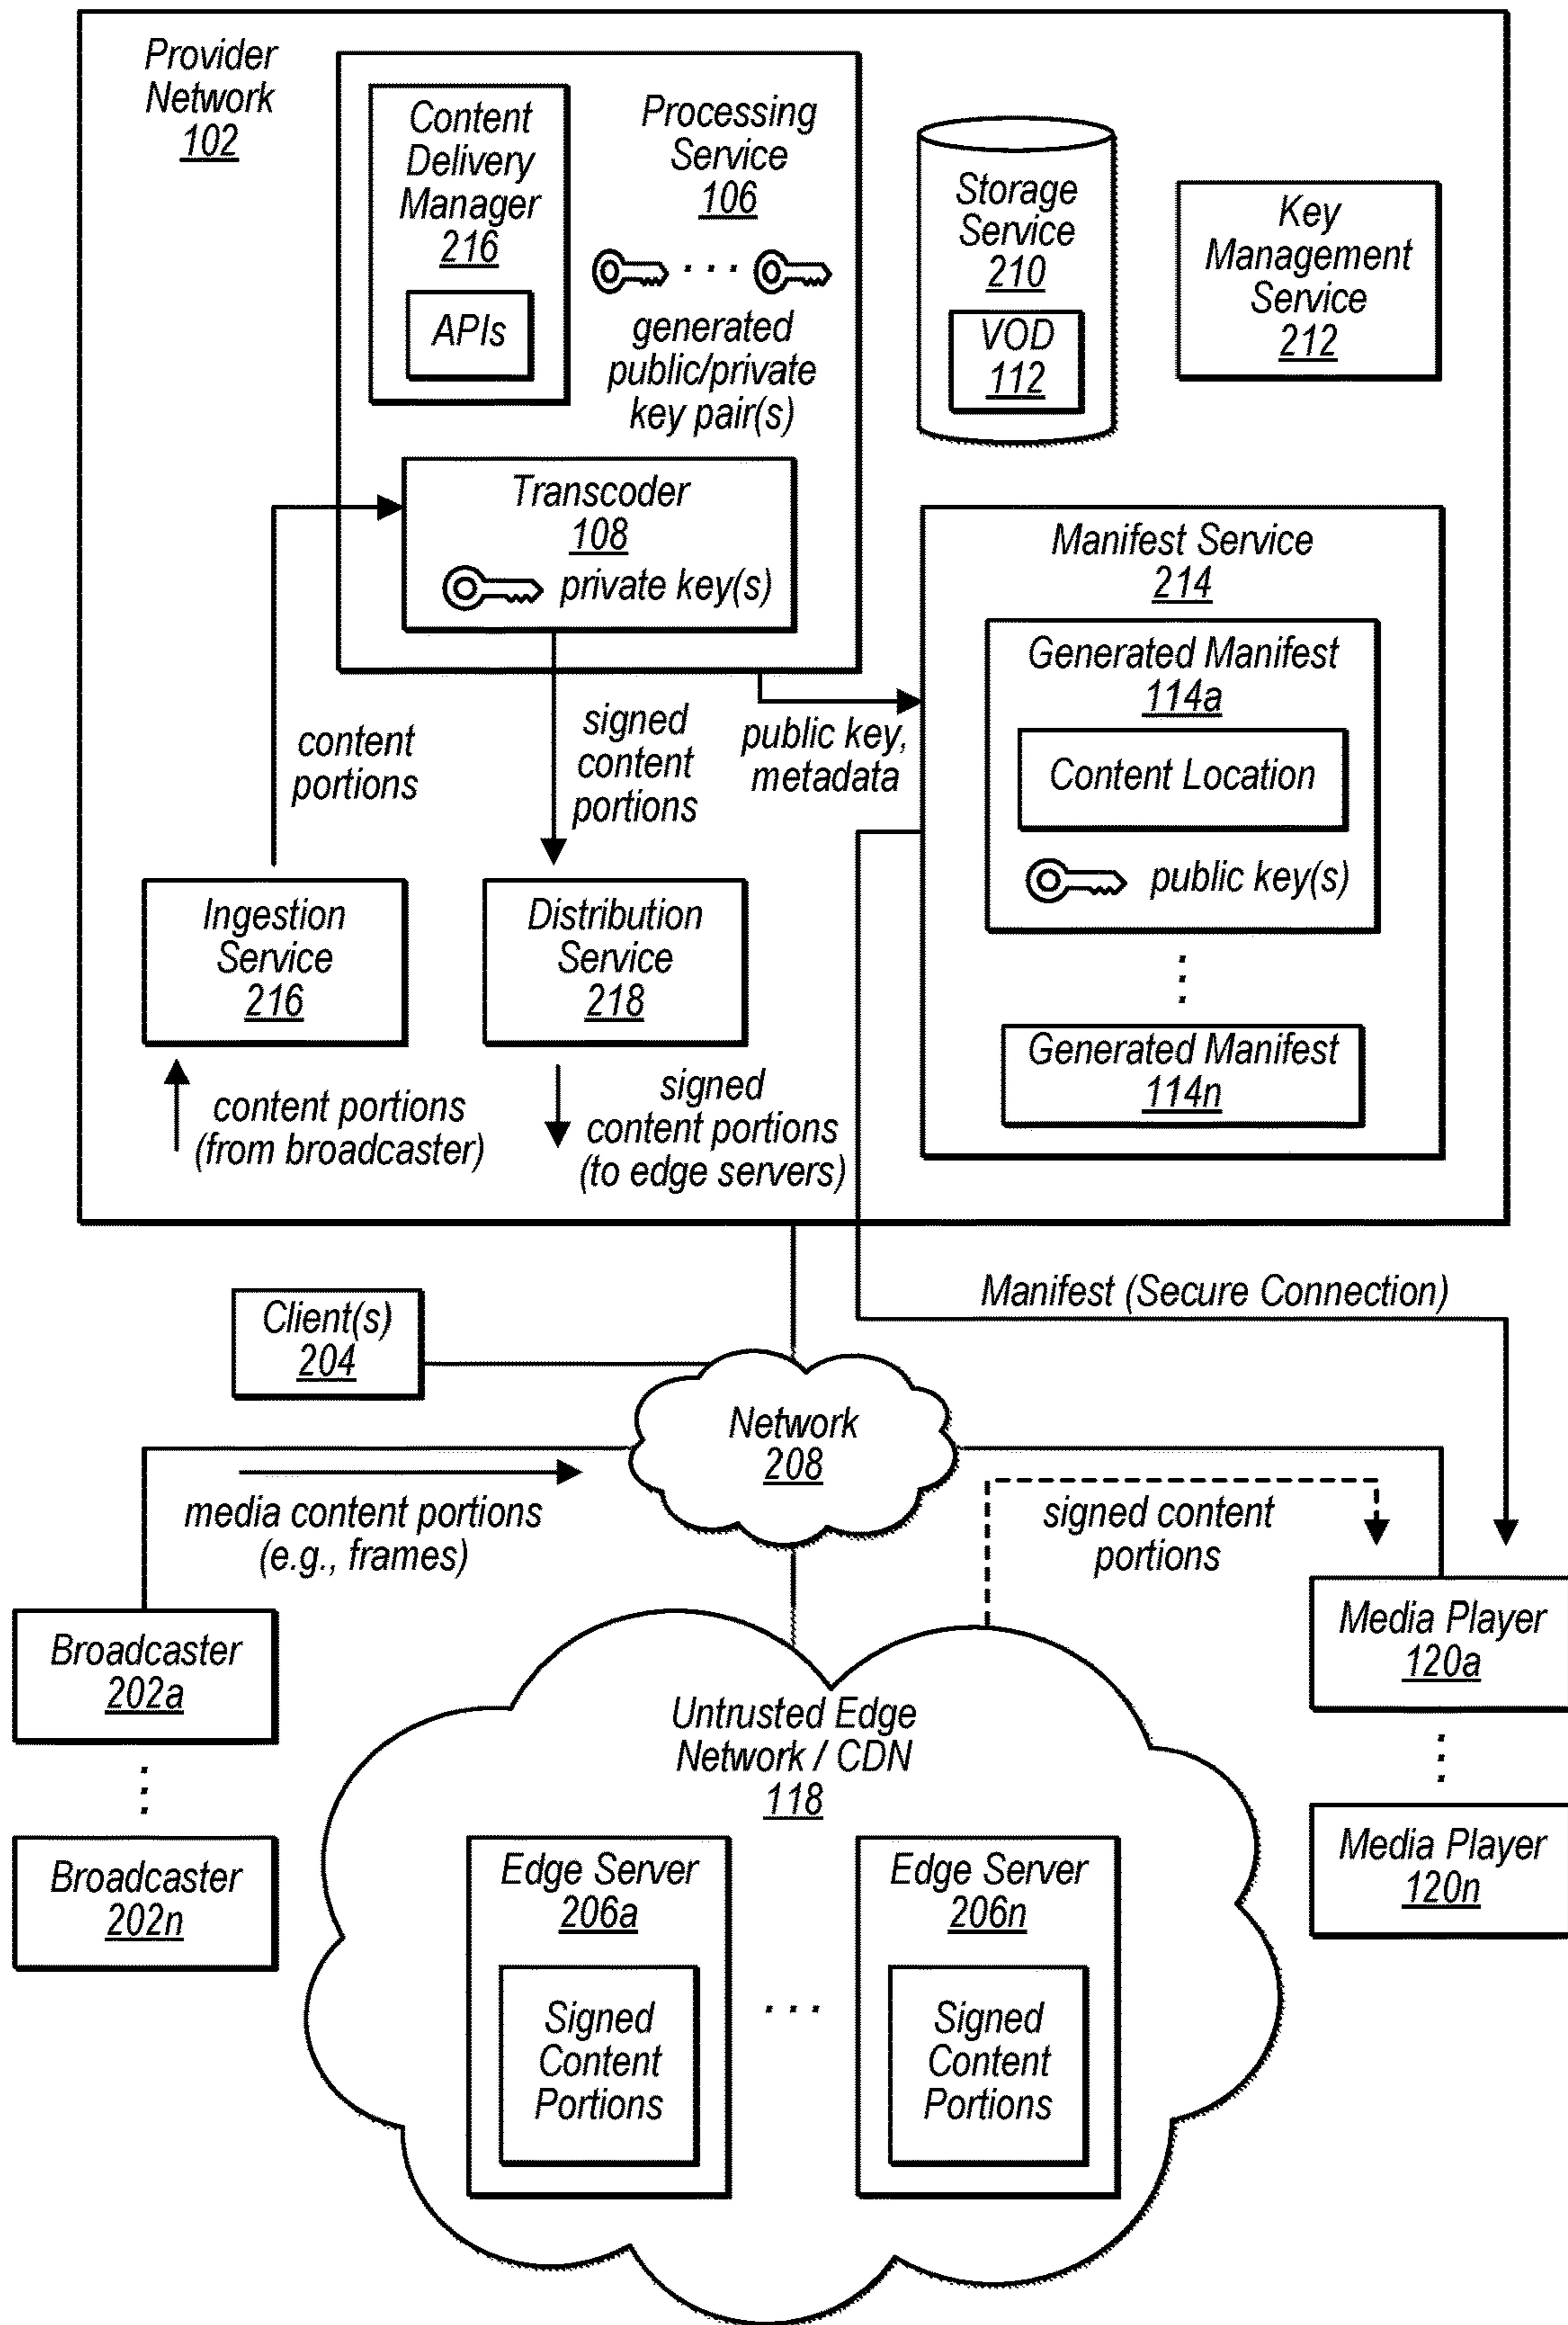 Provider
Network
102
Content
Delivery
Manager
216
APIs
Processing
Service
106
. . .
generated
public/private
key pair(s)
Storage
Service
210
VOD
112
Key
Management
Service
212
Transcoder
108
private key(s)
Manifest Service
214
Generated Manifest
114a
Content Location
public key(s)
Generated Manifest
114n
content
portions
signed
content
portions
public key,
metadata
Ingestion
Service
216
Distribution
Service
218
content portions
(from broadcaster)
signed
content portions
(to edge servers)
Manifest (Secure Connection)
Client(s)
204
Network
208
media content portions
(e.g., frames)
signed content
portions
Broadcaster
202a
Broadcaster
202n
Media Player
120a
Media Player
120n
Untrusted Edge
Network / CDN
118
Edge Server
206a
Signed
Content
Portions
. . .
Edge Server
206n
Signed
Content
Portions